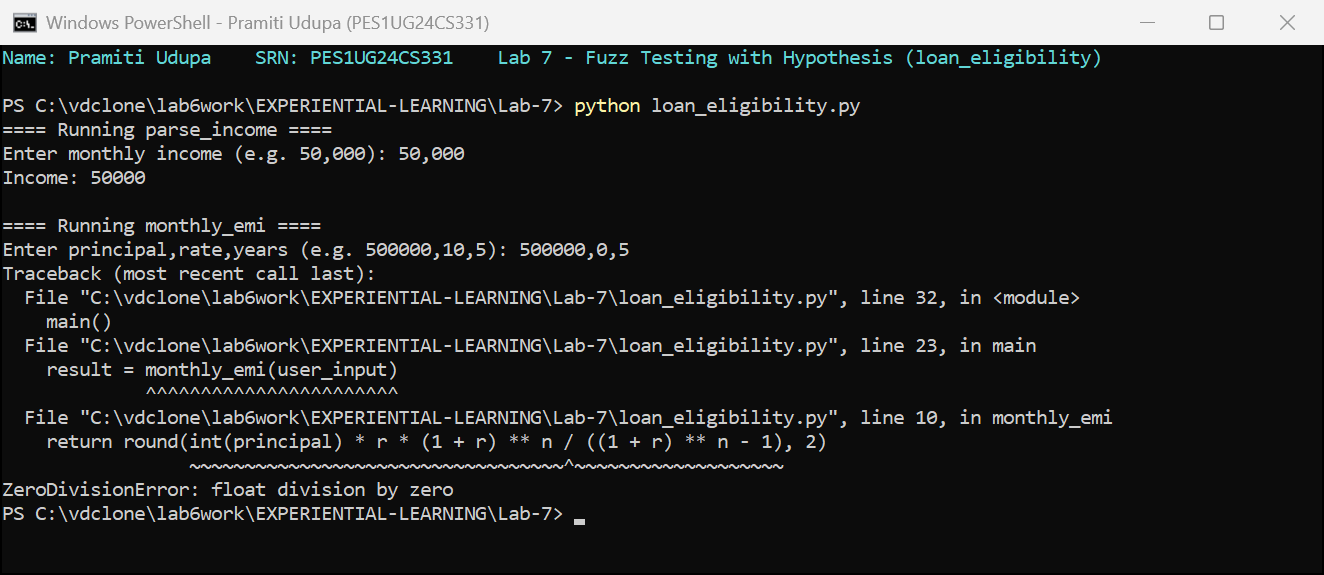 Windows PowerShell - Pramiti Udupa (PES1UG24CS331)
Name: Pramiti Udupa    SRN: PES1UG24CS331    Lab 7 - Fuzz Testing with Hypothesis (loan_eligibility)
PS C:\vdclone\lab6work\EXPERIENTIAL-LEARNING\Lab-7> python loan_eligibility.py
==== Running parse_income ====
Enter monthly income (e.g. 50,000): 50,000
Income: 50000
==== Running monthly_emi ====
Enter principal,rate,years (e.g. 500000,10,5): 500000,0,5
Traceback (most recent call last):
  File "C:\vdclone\lab6work\EXPERIENTIAL-LEARNING\Lab-7\loan_eligibility.py", line 32, in <module>
    main()
  File "C:\vdclone\lab6work\EXPERIENTIAL-LEARNING\Lab-7\loan_eligibility.py", line 23, in main
    result = monthly_emi(user_input)
             ^^^^^^^^^^^^^^^^^^^^^^^
  File "C:\vdclone\lab6work\EXPERIENTIAL-LEARNING\Lab-7\loan_eligibility.py", line 10, in monthly_emi
    return round(int(principal) * r * (1 + r) ** n / ((1 + r) ** n - 1), 2)
                 ~~~~~~~~~~~~~~~~~~~~~~~~~~~~~~~~~~^~~~~~~~~~~~~~~~~~~~
ZeroDivisionError: float division by zero
PS C:\vdclone\lab6work\EXPERIENTIAL-LEARNING\Lab-7>